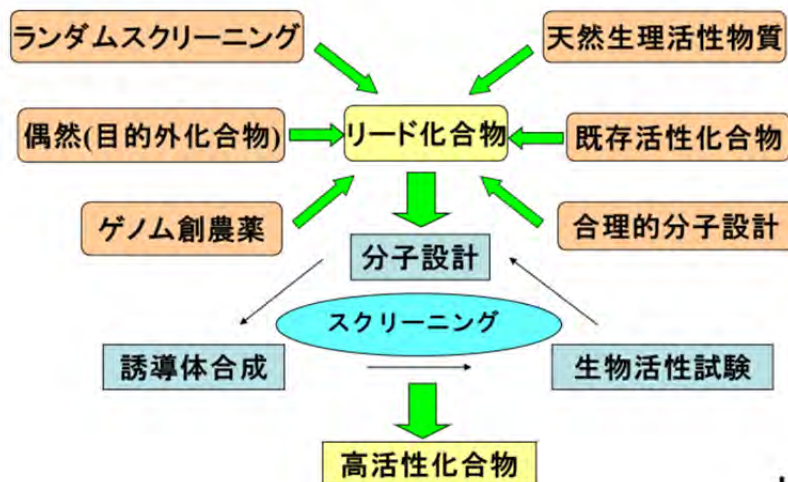 ランダムスクリーニング
天然生理活性物質
偶然(目的外化合物)
リード化合物
既存活性化合物
ゲノム創農薬
合理的分子設計
分子設計
スクリーニング
誘導体合成
生物活性試験
高活性化合物